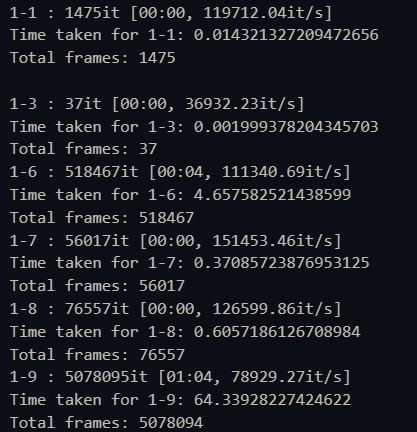 1-1 : 1475it [00:00, 119712.04it/s]
Time taken for 1-1: 0.014321327209472656
Total frames: 1475
1-3 : 37it [00:00, 36932.23it/s]
Time taken for 1-3: 0.001999378204345703
Total frames: 37
1-6 : 518467it [00:04, 111340.69it/s]
Time taken for 1-6: 4.657582521438599
Total frames: 518467
1-7 : 56017it [00:00, 151453.46it/s]
Time taken for 1-7: 0.37085723876953125
Total frames: 56017
1-8 : 76557it [00:00, 126599.86it/s]
Time taken for 1-8: 0.6057186126708984
Total frames: 76557
1-9 : 5078095it [01:04, 78929.27it/s]
Time taken for 1-9: 64.33928227424622
Total frames: 5078094